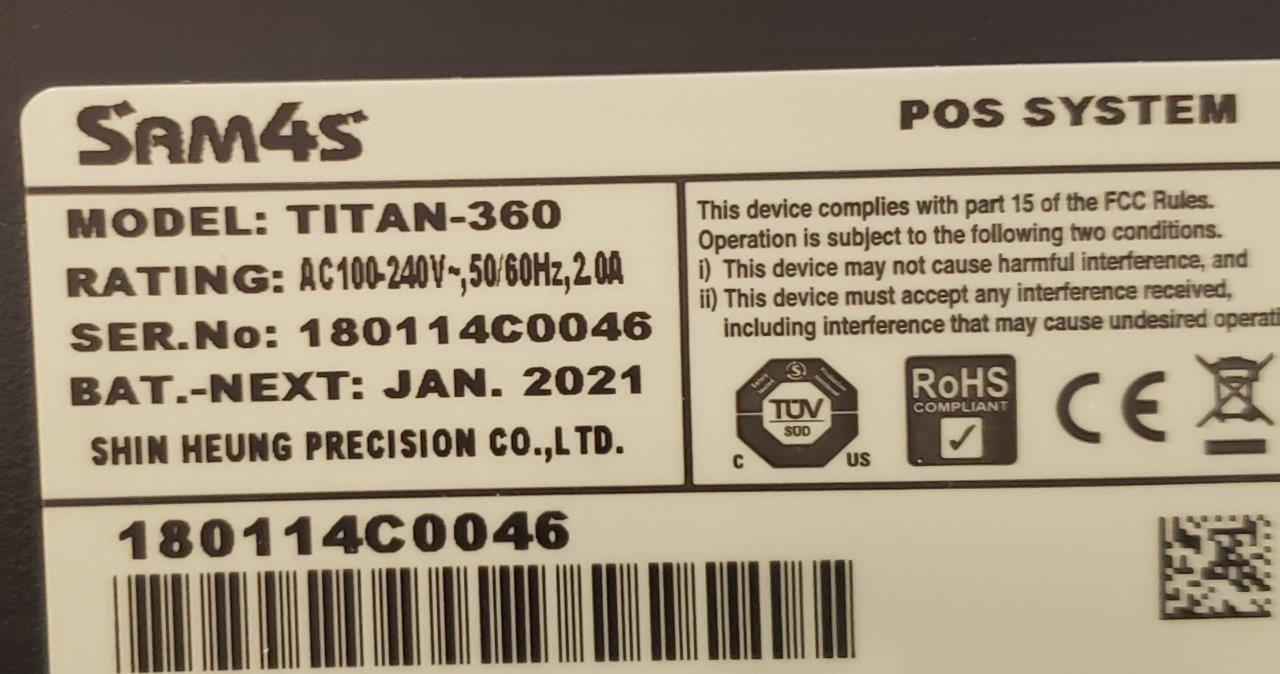 SAM4S
POS SYSTEM
MODEL: TITAN-360
RATING: AC100-240V~,50/60Hz,2.0A
SER.No: 180114C0046
BAT.-NEXT: JAN. 2021
SHIN HEUNG PRECISION CO.,LTD.
This device complies with part 15 of the FCC Rules.
Operation is subject to the following two conditions.
i) This device may not cause harmful interference, and
ii) This device must accept any interference received,
including interference that may cause undesired operati
TÜV
SÜD
C US
RoHS
COMPLIANT
CE
180114C0046